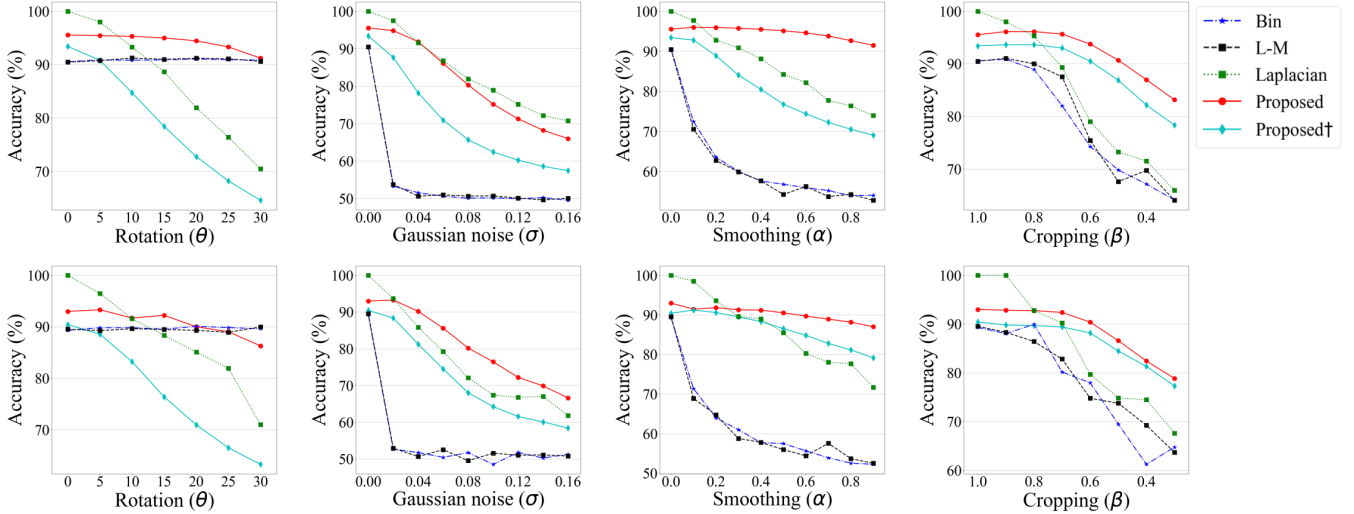 100
90
80
70
Accuracy (%)
0 5 10 15 20 25 30
Rotation (θ)
100
90
80
70
60
50
Accuracy (%)
0.00 0.04 0.08 0.12 0.16
Gaussian noise (σ)
100
90
80
70
60
50
Accuracy (%)
0.0 0.2 0.4 0.6 0.8
Smoothing (α)
100
90
80
70
Accuracy (%)
1.0 0.8 0.6 0.4
Cropping (β)
Bin
L-M
Laplacian
Proposed
Proposed†
100
90
80
70
Accuracy (%)
0 5 10 15 20 25 30
Rotation (θ)
100
90
80
70
60
50
Accuracy (%)
0.00 0.04 0.08 0.12 0.16
Gaussian noise (σ)
100
90
80
70
60
50
Accuracy (%)
0.0 0.2 0.4 0.6 0.8
Smoothing (α)
100
90
80
70
60
Accuracy (%)
1.0 0.8 0.6 0.4
Cropping (β)